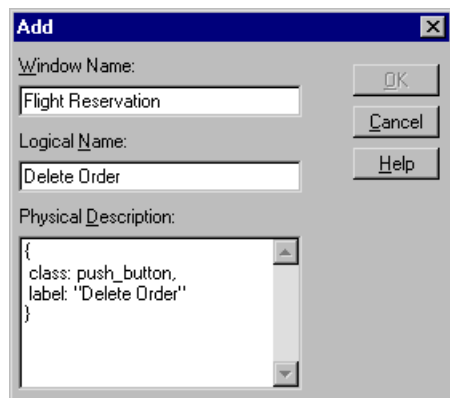 Add
Window Name:
OK
Flight Reservation
Cancel
Logical Name:
Help
Delete Order
Physical Description:
{
class: push_button,
label: "Delete Order"
}